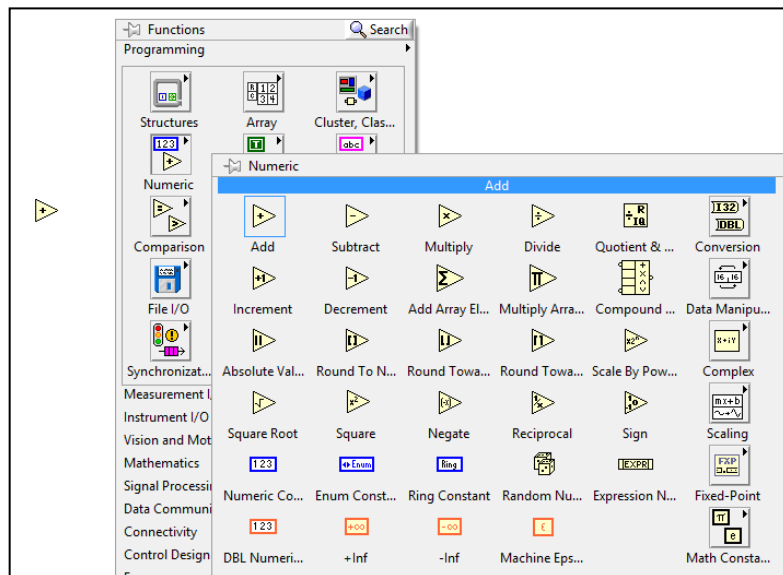 Functions
Search
Programming
Structures
Array
Cluster, Clas...
Numeric
Comparison
File I/O
Synchronizat...
Measurement I/
Instrument I/O
Vision and Mot
Mathematics
Signal Processi
Data Communi
Connectivity
Control Design
Numeric
Add
Add
Subtract
Multiply
Divide
Quotient & ...
Conversion
Increment
Decrement
Add Array El...
Multiply Arra...
Compound ...
Data Manipu...
Absolute Val...
Round To N...
Round Towa...
Round Towa...
Scale By Pow...
Complex
Square Root
Square
Negate
Reciprocal
Sign
Scaling
Numeric Co...
Enum Const...
Ring Constant
Random Nu...
Expression N...
Fixed-Point
DBL Numeri...
+Inf
-Inf
Machine Eps...
Math Consta...